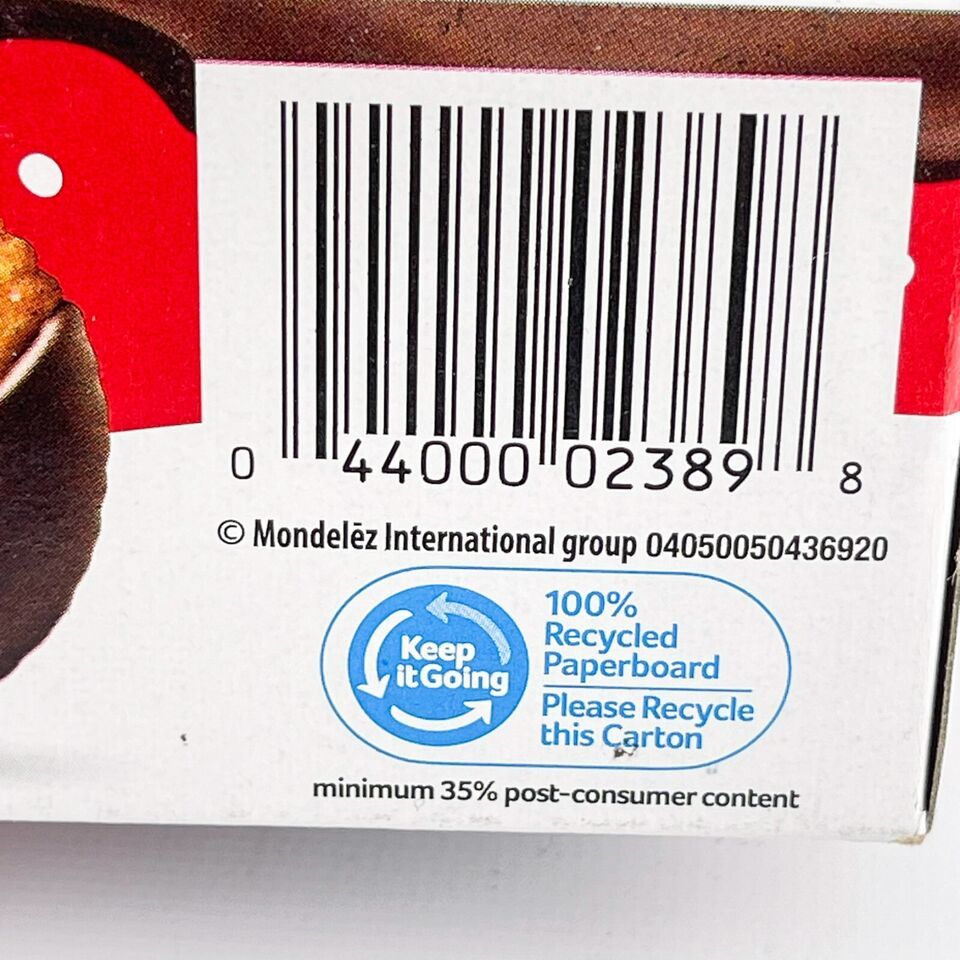 0 44000 02389 8
© Mondelēz International group 04050050436920
Keep
it Going
100%
Recycled
Paperboard
Please Recycle
this Carton
minimum 35% post-consumer content